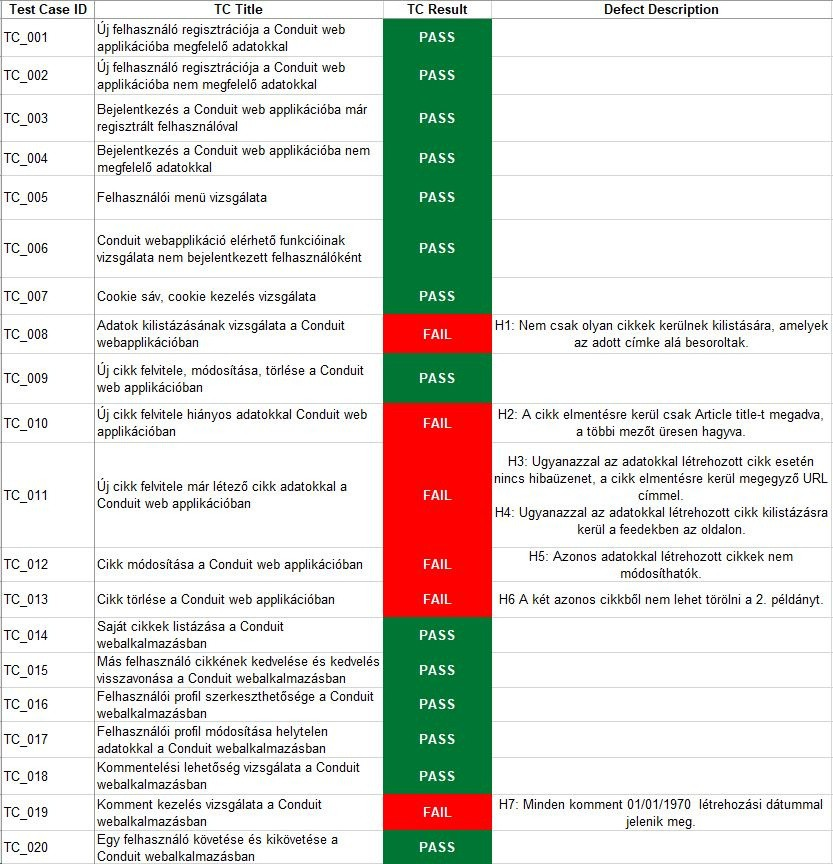 Test Case ID TC Title TC Result Defect Description
TC_001 Új felhasználó regisztrációja a Conduit web
applikációba megfelelő adatokkal PASS
TC_002 Új felhasználó regisztrációja a Conduit web
applikációba nem megfelelő adatokkal PASS
TC_003 Bejelentkezés a Conduit web applikációba már
regisztrált felhasználóval PASS
TC_004 Bejelentkezés a Conduit web applikációba nem
megfelelő adatokkal PASS
TC_005 Felhasználói menü vizsgálata PASS
TC_006 Conduit webapplikáció elérhető funkcióinak
vizsgálata nem bejelentkezett felhasználóként PASS
TC_007 Cookie sáv, cookie kezelés vizsgálata PASS
TC_008 Adatok kilistázásának vizsgálata a Conduit
webapplikációban FAIL
H1: Nem csak olyan cikkek kerülnek kilistására, amelyek
az adott címke alá besoroltak.
TC_009 Új cikk felvitele, módosítása, törlése a Conduit
web applikációban PASS
TC_010 Új cikk felvitele hiányos adatokkal Conduit web
applikációban FAIL
H2: A cikk elmentésre kerül csak Article title-t megadva,
a többi mezőt üresen hagyva.
TC_011 Új cikk felvitele már létező cikk adatokkal a
Conduit web applikációban FAIL
H3: Ugyanazzal az adatokkal létrehozott cikk esetén
nincs hibaüzenet, a cikk elmentésre kerül megegyző URL
címmel.
H4: Ugyanazzal az adatokkal létrehozott cikk kilistázásra
kerül a feedekben az oldalon.
TC_012 Cikk módosítása a Conduit web applikációban FAIL
H5: Azonos adatokkal létrehozott cikkek nem
módosíthatók.
TC_013 Cikk törlése a Conduit web applikációban FAIL H6 A két azonos cikkből nem lehet törölni a 2. példányt.
TC_014 Saját cikkek listázása a Conduit
webalkalmazásban PASS
TC_015 Más felhasználó cikkének kedvelése és kedvelés
visszavonása a Conduit webalkalmazásban PASS
TC_016 Felhasználói profil szerkeszthetősége a Conduit
webalkalmazásban PASS
TC_017 Felhasználói profil módosítása helytelen
adatokkal a Conduit webalkalmazásban PASS
TC_018 Kommentelési lehetőség vizsgálata a Conduit
webalkalmazásban PASS
TC_019 Komment kezelés vizsgálata a Conduit
webalkalmazásban FAIL
H7: Minden komment 01/01/1970 létrehozási dátummal
jelenik meg.
TC_020 Egy felhasználó követése és kikövetése a
Conduit webalkalmazásban PASS